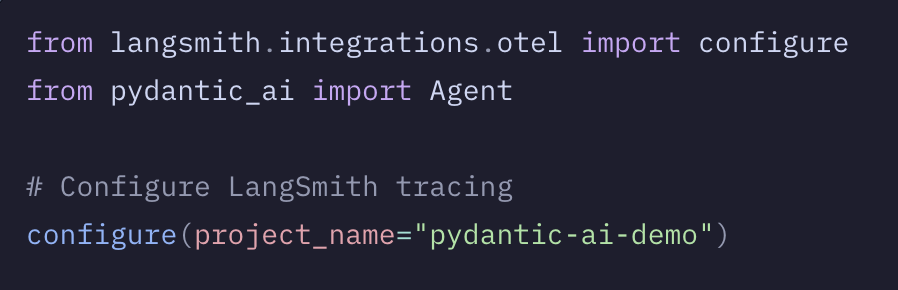 from langsmith.integrations.otel import configure
from pydantic_ai import Agent
# Configure LangSmith tracing
configure(project_name="pydantic-ai-demo")